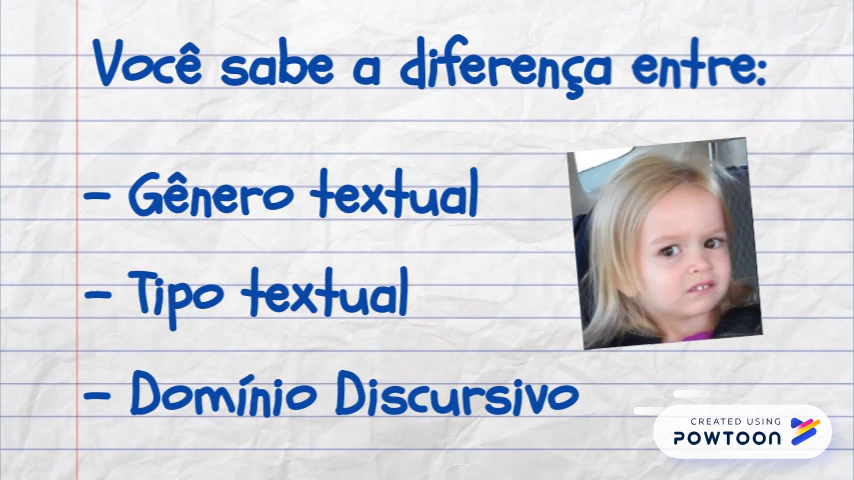 Você sabe a diferença entre:
- Gênero textual
- Tipo textual
- Domínio Discursivo
CREATED USING
POWTOON